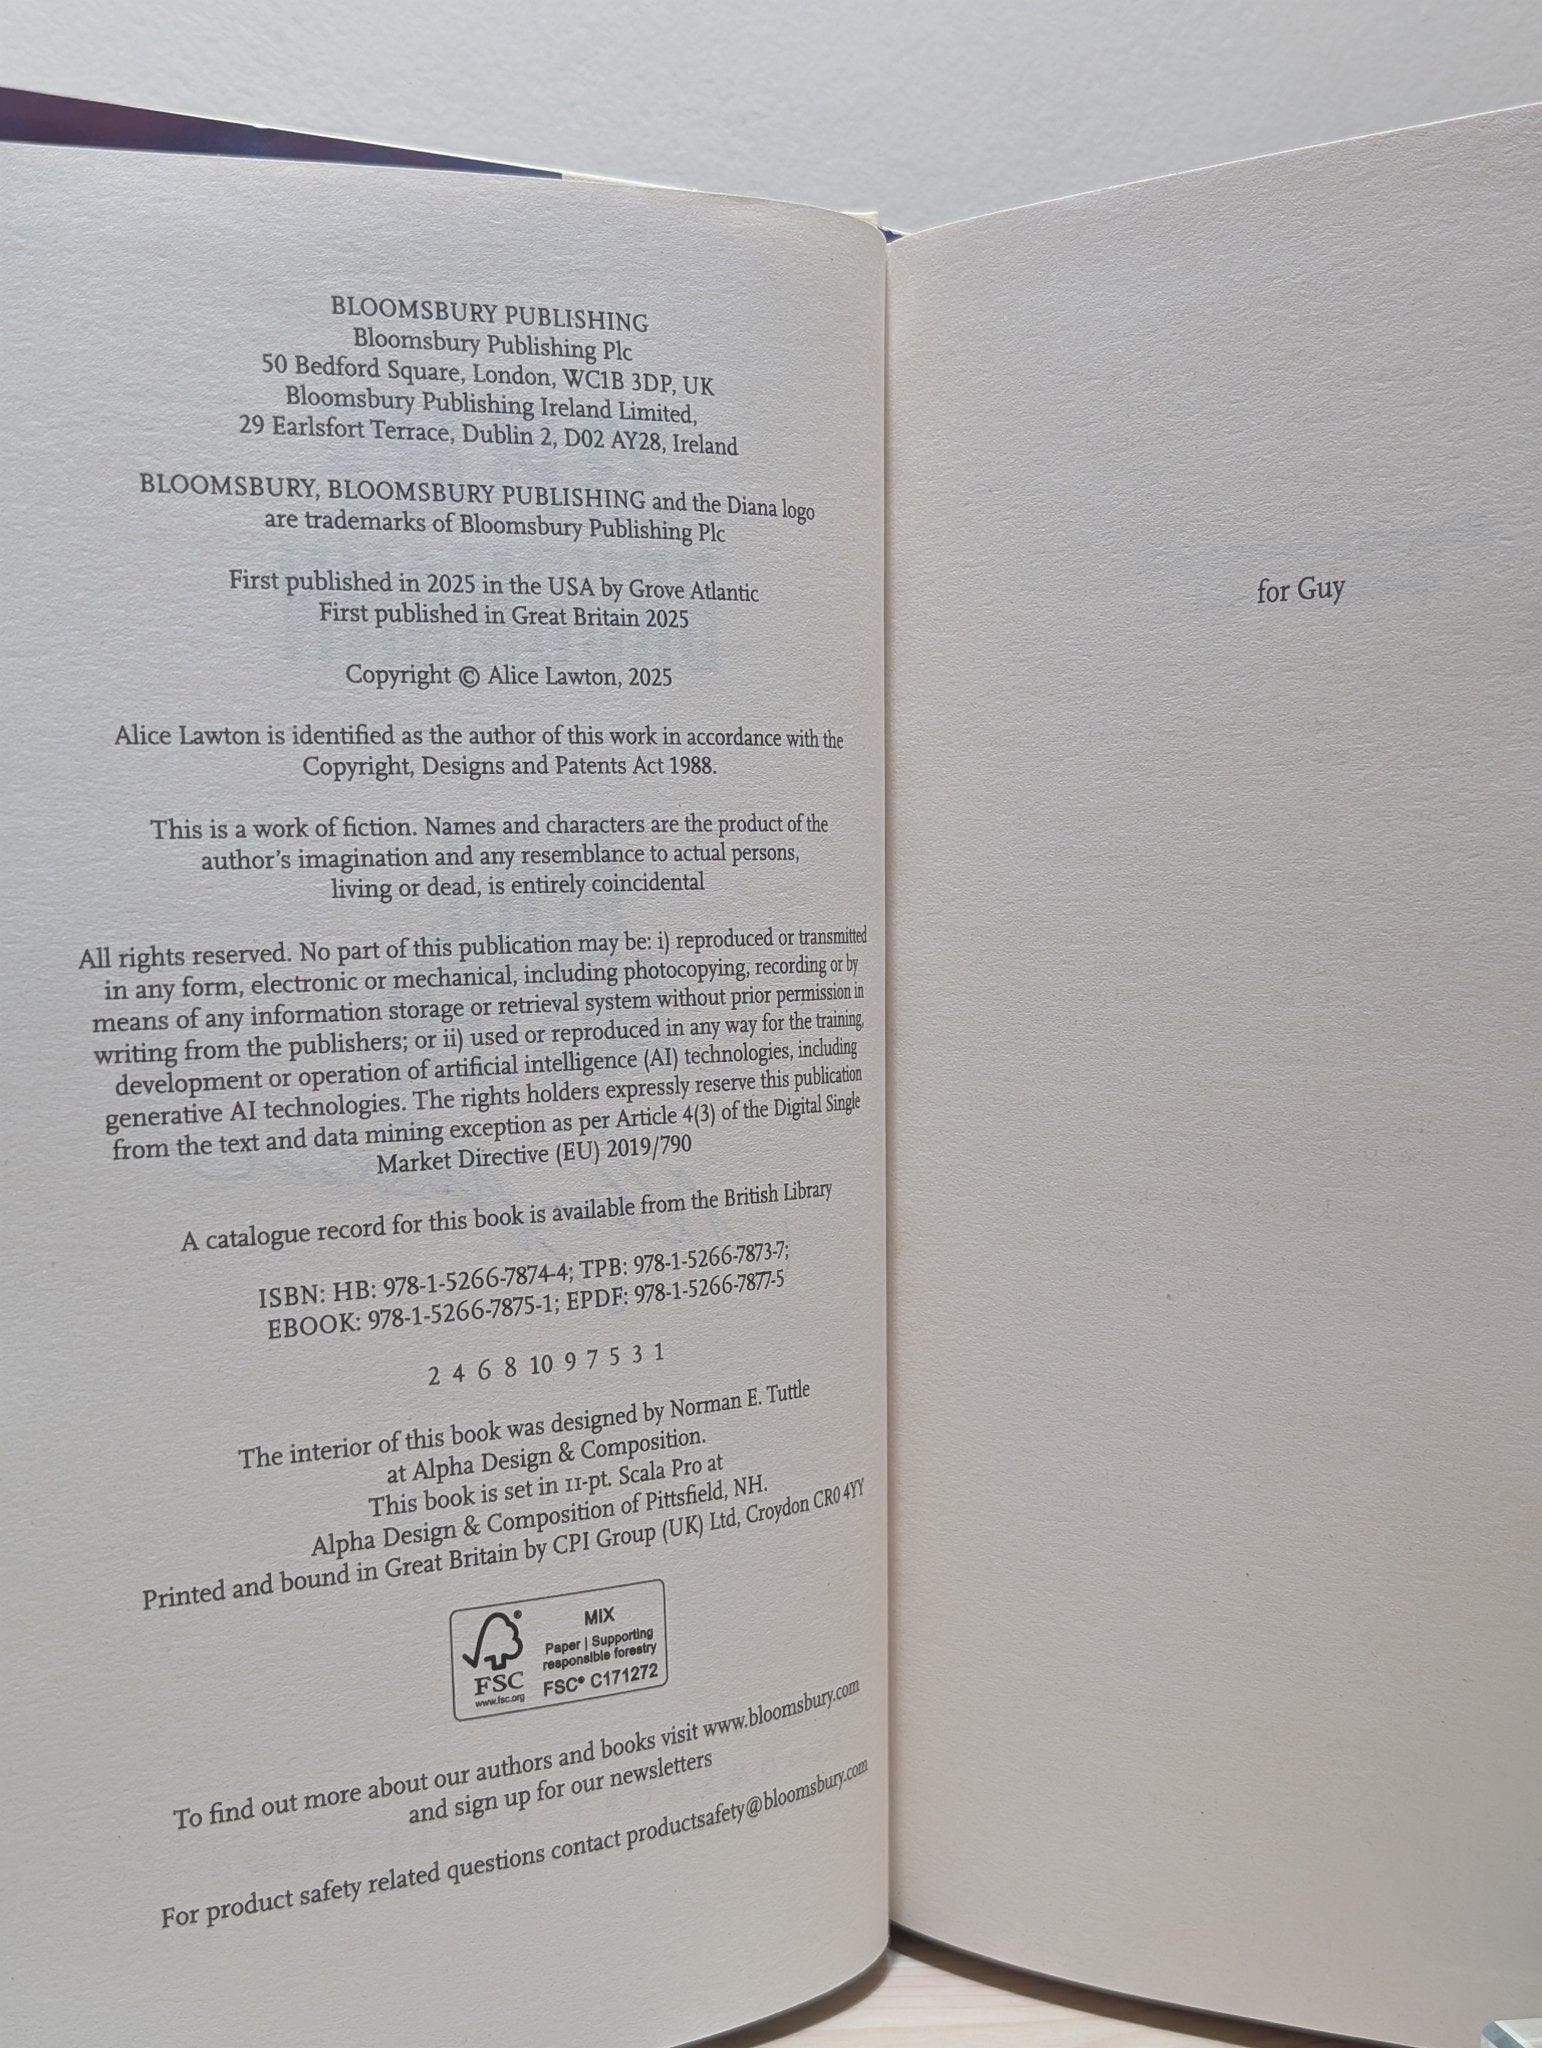 BLOOMSBURY PUBLISHING
Bloomsbury Publishing Plc
50 Bedford Square, London, WC1B 3DP, UK
Bloomsbury Publishing Ireland Limited,
29 Earlsfort Terrace, Dublin 2, D02 AY28, Ireland
BLOOMSBURY, BLOOMSBURY PUBLISHING and the Diana logo
are trademarks of Bloomsbury Publishing Plc
First published in 2025 in the USA by Grove Atlantic
First published in Great Britain 2025
Copyright © Alice Lawton, 2025
Alice Lawton is identified as the author of this work in accordance with the
Copyright, Designs and Patents Act 1988.
This is a work of fiction. Names and characters are the product of the
author's imagination and any resemblance to actual persons,
living or dead, is entirely coincidental
All rights reserved. No part of this publication may be: i) reproduced or transmitted
in any form, electronic or mechanical, including photocopying, recording or by
means of any information storage or retrieval system without prior permission in
writing from the publishers; or ii) used or reproduced in any way for the training,
development or operation of artificial intelligence (AI) technologies, including
generative AI technologies. The rights holders expressly reserve this publication
from the text and data mining exception as per Article 4(3) of the Digital Single
Market Directive (EU) 2019/790
A catalogue record for this book is available from the British Library
ISBN: HB: 978-1-5266-7874-4; TPB: 978-1-5266-7873-7;
EBOOK: 978-1-5266-7875-1; EPDF: 978-1-5266-7877-5
2 4 6 8 10 9 7 5 3 1
The interior of this book was designed by Norman E. Tuttle
at Alpha Design & Composition.
This book is set in 11-pt. Scala Pro at
Alpha Design & Composition of Pittsfield, NH.
Printed and bound in Great Britain by CPI Group (UK) Ltd, Croydon CR0 4YY
MIX
Paper | Supporting
responsible forestry
FSC® C171272
FSC
www.fsc.org
To find out more about our authors and books visit www.bloomsbury.com
and sign up for our newsletters
For product safety related questions contact productsafety@bloomsbury.com
for Guy